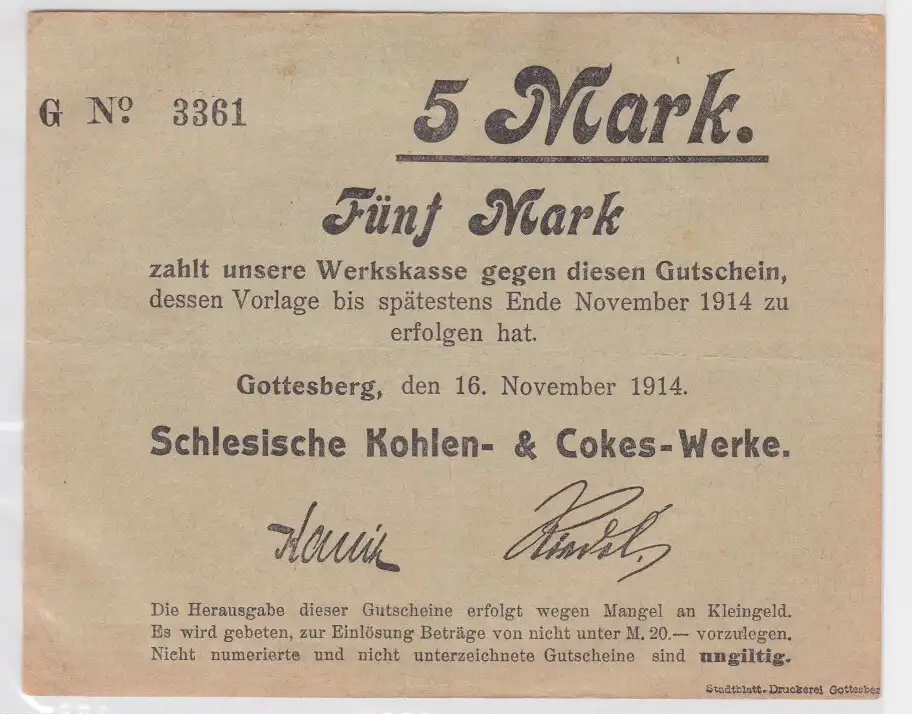 G No. 3361
5 Mark.
Fünf Mark
zahlt unsere Werkskasse gegen diesen Gutschein,
dessen Vorlage bis spätestens Ende November 1914 zu
erfolgen hat.
Gottesberg, den 16. November 1914.
Schlesische Kohlen- & Cokes-Werke.
Die Herausgabe dieser Gutscheine erfolgt wegen Mangel an Kleingeld.
Es wird gebeten, zur Einlösung Beträge von nicht unter M. 20.— vorzulegen.
Nicht numerierte und nicht unterzeichnete Gutscheine sind ungiltig.
Stadtblatt-Druckerei Gottesber